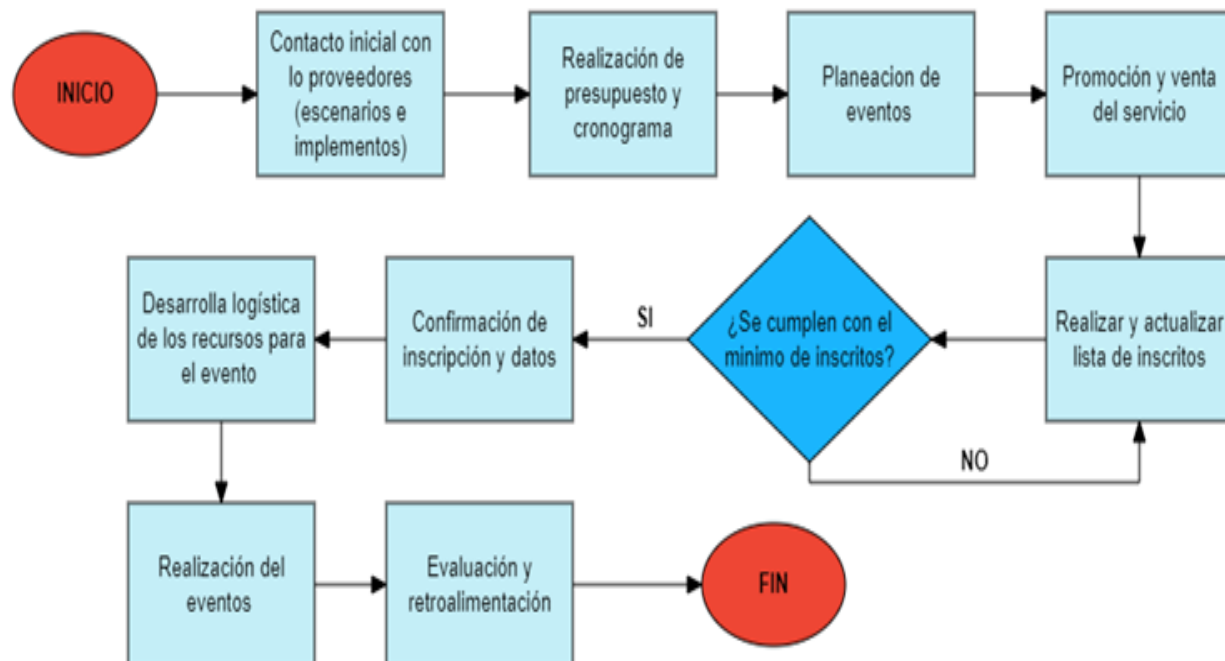 INICIO
Contacto inicial con
lo proveedores
(escenarios e
implementos)
Realización de
presupuesto y
cronograma
Planeacion de
eventos
Promoción y venta
del servicio
Desarrolla logística
de los recursos para
el evento
Confirmación de
inscripción y datos
SI
¿Se cumplen con el
minimo de inscritos?
Realizar y actualizar
lista de inscritos
NO
Realización del
eventos
Evaluación y
retroalimentación
FIN